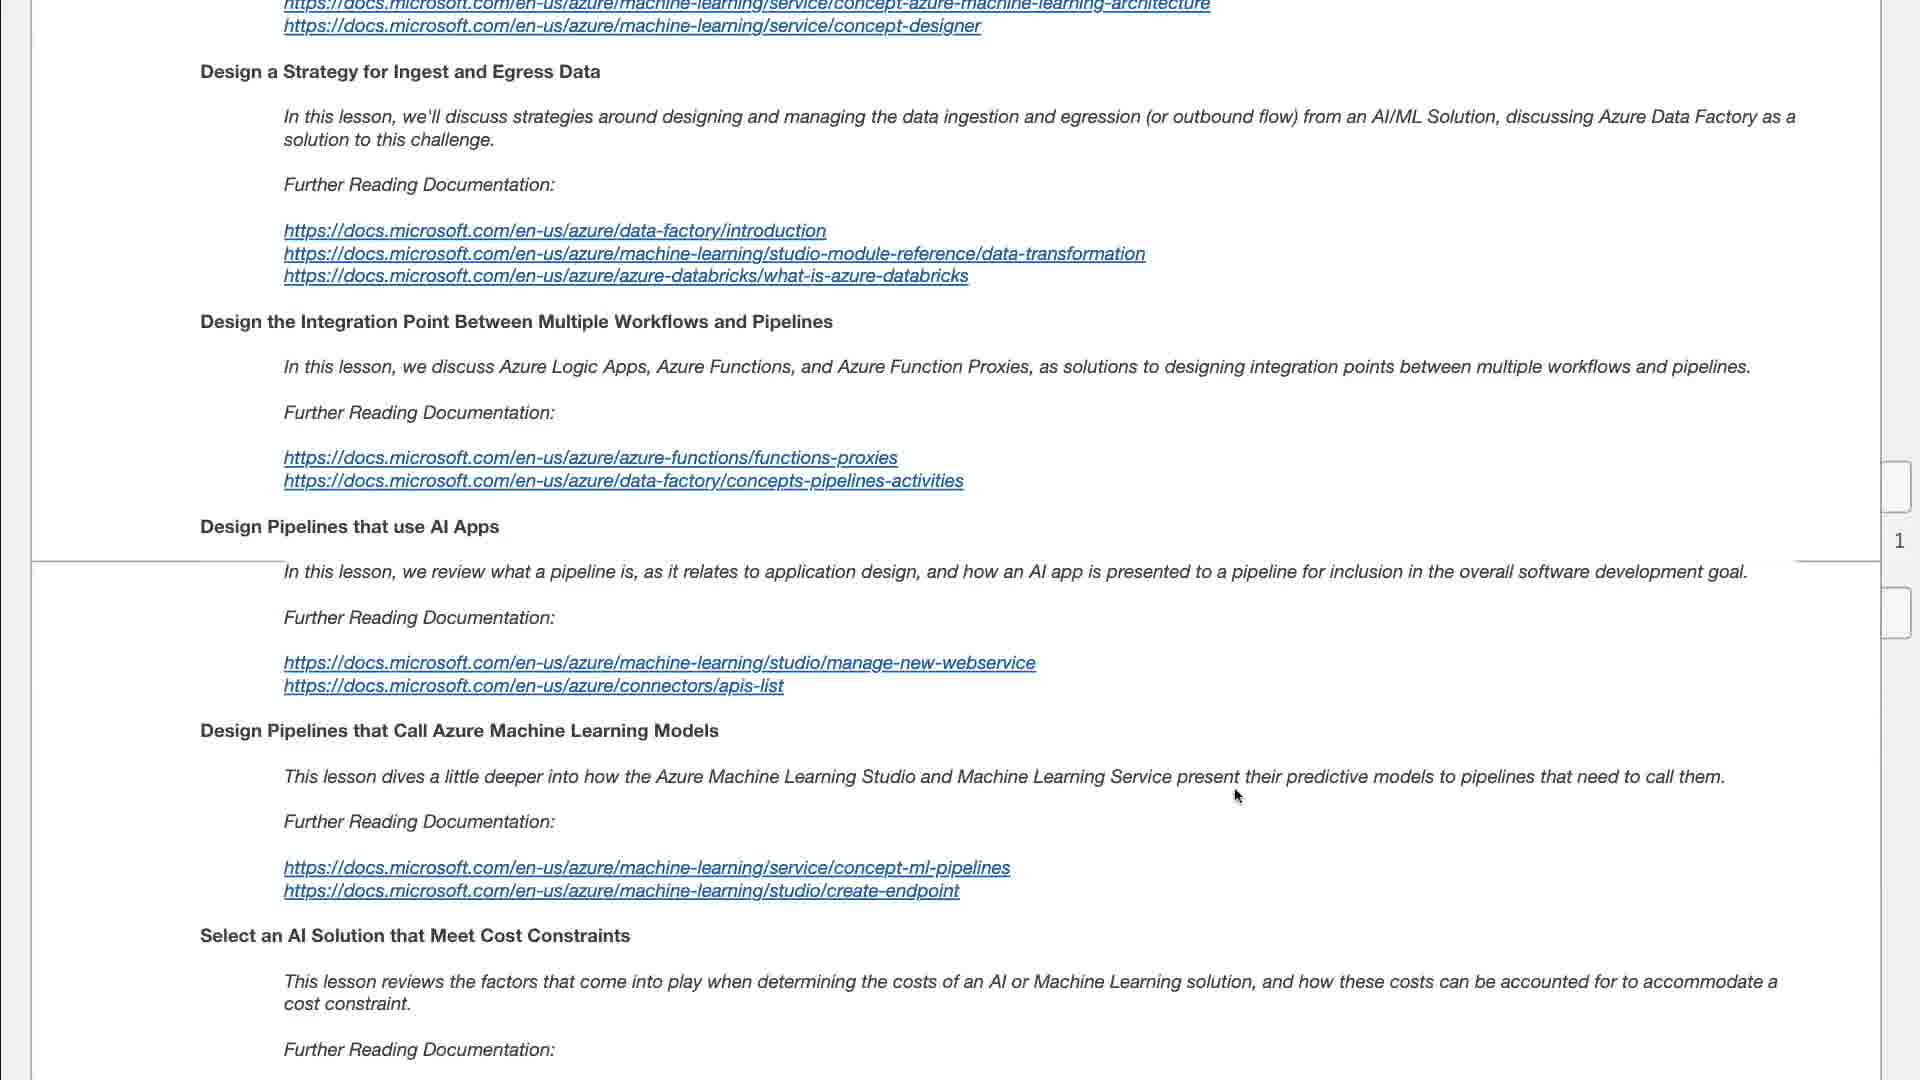 https://docs.microsoft.com/en-us/azure/machine-learning/service/concept-azure-machine-learning-architecture
https://docs.microsoft.com/en-us/azure/machine-learning/service/concept-designer
Design a Strategy for Ingest and Egress Data
In this lesson, we'll discuss strategies around designing and managing the data ingestion and egression (or outbound flow) from an AI/ML Solution, discussing Azure Data Factory as a
solution to this challenge.
Further Reading Documentation:
https://docs.microsoft.com/en-us/azure/data-factory/introduction
https://docs.microsoft.com/en-us/azure/machine-learning/studio-module-reference/data-transformation
https://docs.microsoft.com/en-us/azure/azure-databricks/what-is-azure-databricks
Design the Integration Point Between Multiple Workflows and Pipelines
In this lesson, we discuss Azure Logic Apps, Azure Functions, and Azure Function Proxies, as solutions to designing integration points between multiple workflows and pipelines.
Further Reading Documentation:
https://docs.microsoft.com/en-us/azure/azure-functions/functions-proxies
https://docs.microsoft.com/en-us/azure/data-factory/concepts-pipelines-activities
Design Pipelines that use AI Apps
1
In this lesson, we review what a pipeline is, as it relates to application design, and how an AI app is presented to a pipeline for inclusion in the overall software development goal.
Further Reading Documentation:
https://docs.microsoft.com/en-us/azure/machine-learning/studio/manage-new-webservice
https://docs.microsoft.com/en-us/azure/connectors/apis-list
Design Pipelines that Call Azure Machine Learning Models
This lesson dives a little deeper into how the Azure Machine Learning Studio and Machine Learning Service present their predictive models to pipelines that need to call them.
Further Reading Documentation:
https://docs.microsoft.com/en-us/azure/machine-learning/service/concept-ml-pipelines
https://docs.microsoft.com/en-us/azure/machine-learning/studio/create-endpoint
Select an AI Solution that Meet Cost Constraints
This lesson reviews the factors that come into play when determining the costs of an AI or Machine Learning solution, and how these costs can be accounted for to accommodate a
cost constraint.
Further Reading Documentation: